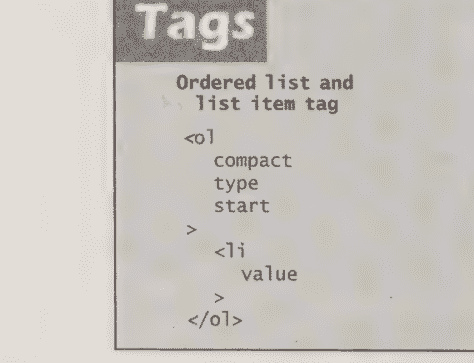 Tags
Ordered list and
list item tag
<ol
compact
type
start
>
<li
value
>
</ol>